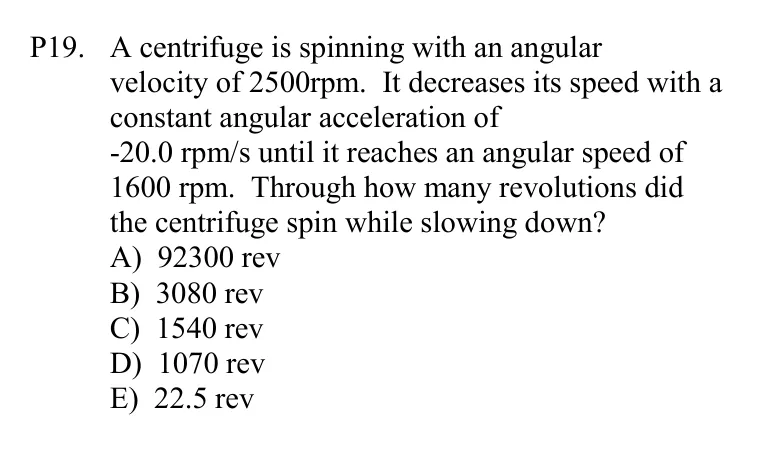 P19. A centrifuge is spinning with an angular
velocity of 2500rpm. It decreases its speed with a
constant angular acceleration of
-20.0 rpm/s until it reaches an angular speed of
1600 rpm. Through how many revolutions did
the centrifuge spin while slowing down?
A) 92300 rev
B) 3080 rev
C) 1540 rev
D) 1070 rev
E) 22.5 rev